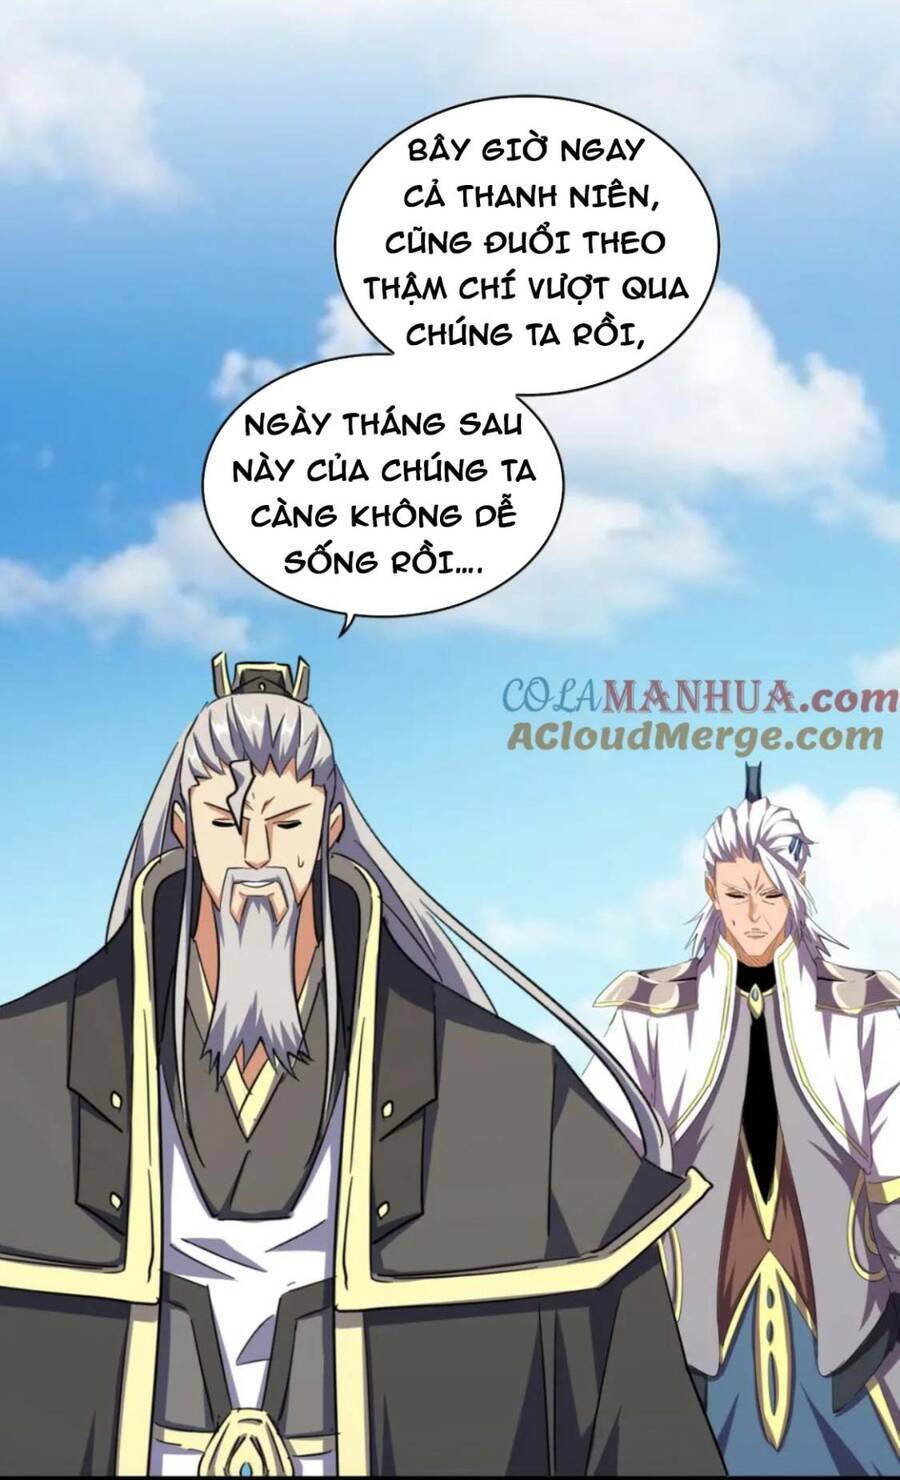 BÂY GIỜ NGAY
CẢ THANH NIÊN,
CŨNG ĐUỔI THEO
THẬM CHÍ VƯỢT QUA
CHÚNG TA RỒI,
NGÀY THÁNG SAU
NÀY CỦA CHÚNG TA
CÀNG KHÔNG DỄ
SỐNG RỒI....
COLAMANHUA.com
ACloudMerge.com